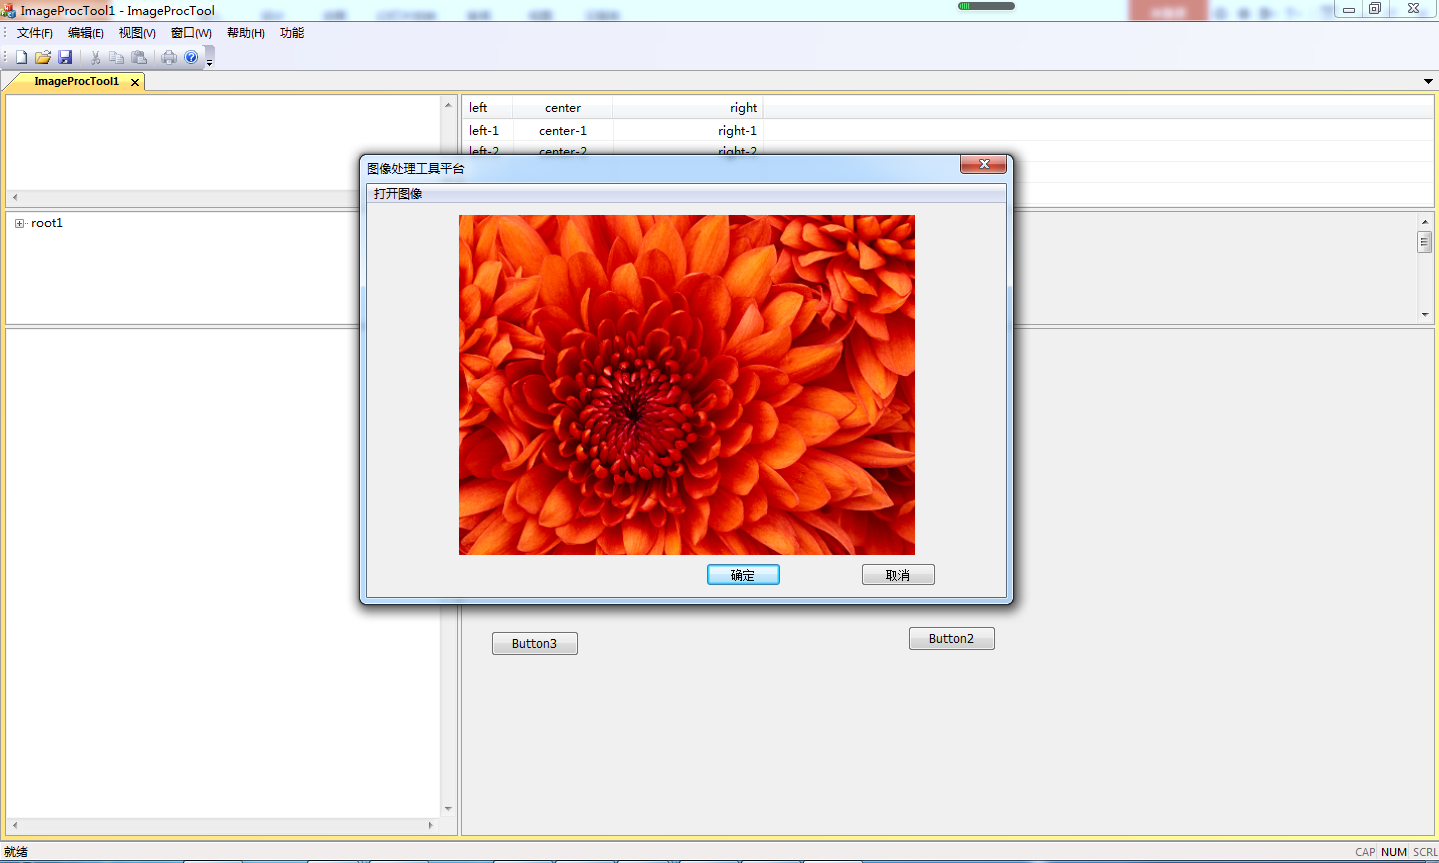 ImageProcTool1 - ImageProcTool
文件(F) 编辑(E) 视图(V) 窗口(W) 帮助(H) 功能
ImageProcTool1
left center right
left-1 center-1 right-1
left-2 center-2 right-2
图像处理工具平台
打开图像
root1
确定 取消
Button3 Button2
就绪 CAP NUM SCRL